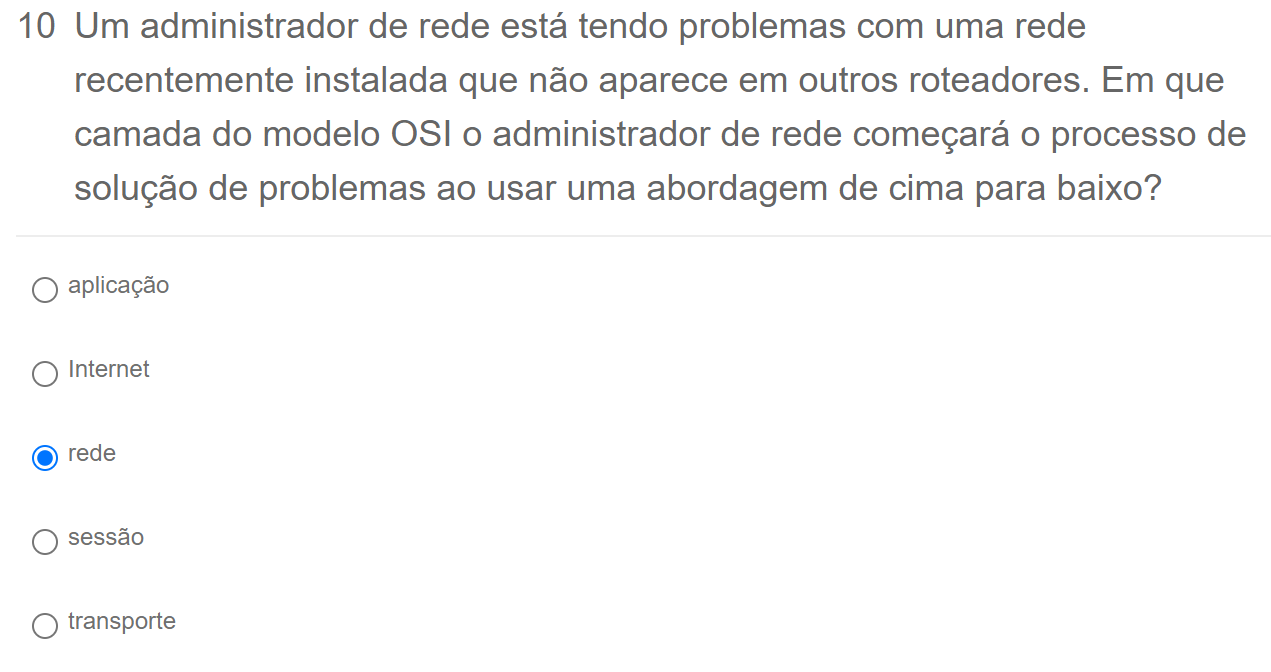 10 Um administrador de rede está tendo problemas com uma rede
recentemente instalada que não aparece em outros roteadores. Em que
camada do modelo OSI o administrador de rede começará o processo de
solução de problemas ao usar uma abordagem de cima para baixo?
aplicação
Internet
rede
sessão
transporte